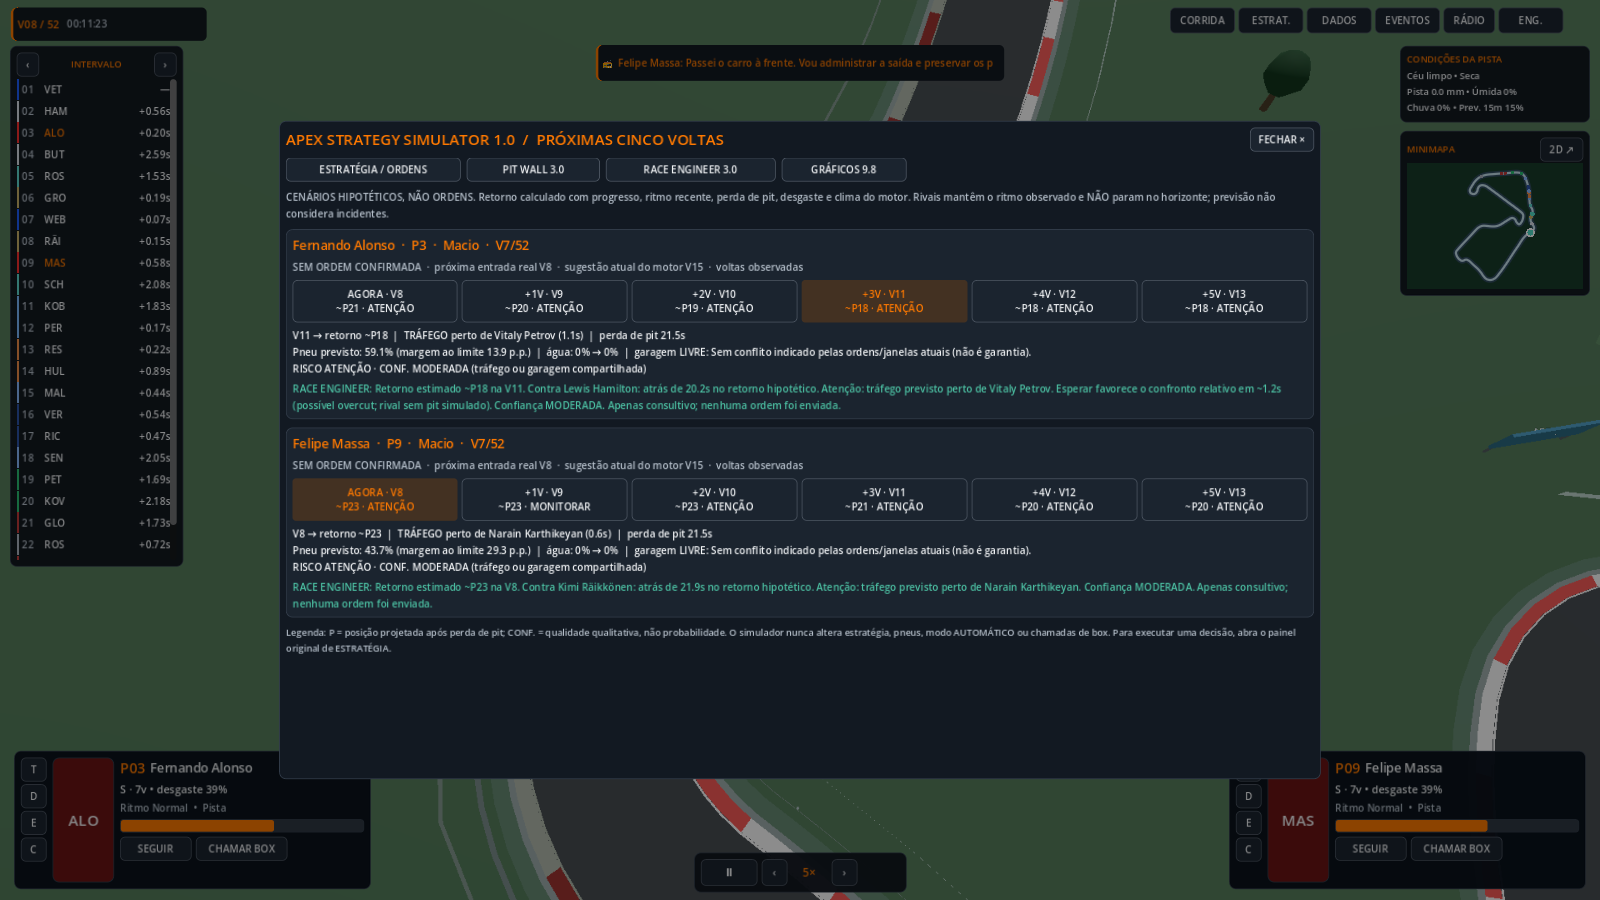 V08 / 52 00:11:23
CORRIDA ESTRAT. DADOS EVENTOS RÁDIO ENG.
‹ INTERVALO ›
01 VET —
02 HAM +0.56s
03 ALO +0.20s
04 BUT +2.59s
05 ROS +1.53s
06 GRO +0.19s
07 WEB +0.07s
08 RÄI +0.15s
09 MAS +0.58s
10 SCH +2.08s
11 KOB +1.83s
12 PER +0.17s
13 RES +0.22s
14 HUL +0.89s
15 MAL +0.44s
16 VER +0.54s
17 RIC +0.47s
18 SEN +2.05s
19 PET +1.69s
20 KOV +2.18s
21 GLO +1.73s
22 ROS +0.72s
Felipe Massa: Passei o carro à frente. Vou administrar a saída e preservar os p
CONDIÇÕES DA PISTA
Céu limpo • Seca
Pista 0.0 mm • Úmida 0%
Chuva 0% • Prev. 15m 15%
MINIMAPA 2D ↗
APEX STRATEGY SIMULATOR 1.0 / PRÓXIMAS CINCO VOLTAS
FECHAR ×
ESTRATÉGIA / ORDENS PIT WALL 3.0 RACE ENGINEER 3.0 GRÁFICOS 9.8
CENÁRIOS HIPOTÉTICOS, NÃO ORDENS. Retorno calculado com progresso, ritmo recente, perda de pit, desgaste e clima do motor. Rivais mantêm o ritmo observado e NÃO param no horizonte; previsão não
considera incidentes.
Fernando Alonso · P3 · Macio · V7/52
SEM ORDEM CONFIRMADA · próxima entrada real V8 · sugestão atual do motor V15 · voltas observadas
AGORA · V8 +1V · V9 +2V · V10 +3V · V11 +4V · V12 +5V · V13
~P21 · ATENÇÃO ~P20 · ATENÇÃO ~P19 · ATENÇÃO ~P18 · ATENÇÃO ~P18 · ATENÇÃO ~P18 · ATENÇÃO
V11 → retorno ~P18 | TRÁFEGO perto de Vitaly Petrov (1.1s) | perda de pit 21.5s
Pneu previsto: 59.1% (margem ao limite 13.9 p.p.) | água: 0% → 0% | garagem LIVRE: Sem conflito indicado pelas ordens/janelas atuais (não é garantia).
RISCO ATENÇÃO · CONF. MODERADA (tráfego ou garagem compartilhada)
RACE ENGINEER: Retorno estimado ~P18 na V11. Contra Lewis Hamilton: atrás de 20.2s no retorno hipotético. Atenção: tráfego previsto perto de Vitaly Petrov. Esperar favorece o confronto relativo em ~1.2s
(possível overcut; rival sem pit simulado). Confiança MODERADA. Apenas consultivo; nenhuma ordem foi enviada.
Felipe Massa · P9 · Macio · V7/52
SEM ORDEM CONFIRMADA · próxima entrada real V8 · sugestão atual do motor V15 · voltas observadas
AGORA · V8 +1V · V9 +2V · V10 +3V · V11 +4V · V12 +5V · V13
~P23 · ATENÇÃO ~P23 · MONITORAR ~P23 · ATENÇÃO ~P21 · ATENÇÃO ~P20 · ATENÇÃO ~P20 · ATENÇÃO
V8 → retorno ~P23 | TRÁFEGO perto de Narain Karthikeyan (0.6s) | perda de pit 21.5s
Pneu previsto: 43.7% (margem ao limite 29.3 p.p.) | água: 0% → 0% | garagem LIVRE: Sem conflito indicado pelas ordens/janelas atuais (não é garantia).
RISCO ATENÇÃO · CONF. MODERADA (tráfego ou garagem compartilhada)
RACE ENGINEER: Retorno estimado ~P23 na V8. Contra Kimi Räikkönen: atrás de 21.9s no retorno hipotético. Atenção: tráfego previsto perto de Narain Karthikeyan. Confiança MODERADA. Apenas consultivo;
nenhuma ordem foi enviada.
Legenda: P = posição projetada após perda de pit; CONF. = qualidade qualitativa, não probabilidade. O simulador nunca altera estratégia, pneus, modo AUTOMÁTICO ou chamadas de box. Para executar uma decisão, abra o painel
original de ESTRATÉGIA.
T
D
E
C
ALO
P03 Fernando Alonso
S · 7v • desgaste 39%
Ritmo Normal • Pista
SEGUIR CHAMAR BOX
⏸ ‹ 5× ›
D
E
C
MAS
P09 Felipe Massa
S · 7v • desgaste 39%
Ritmo Normal • Pista
SEGUIR CHAMAR BOX